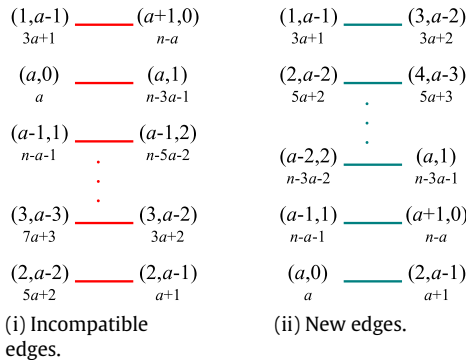 (1,a-1) (a+1,0)
3a+1 n-a
(a,0) (a,1)
a n-3a-1
(a-1,1) (a-1,2)
n-a-1 n-5a-2
(3,a-3) (3,a-2)
7a+3 3a+2
(2,a-2) (2,a-1)
5a+2 a+1
(i) Incompatible
edges.
(1,a-1) (3,a-2)
3a+1 3a+2
(2,a-2) (4,a-3)
5a+2 5a+3
(a-2,2) (a,1)
n-3a-2 n-3a-1
(a-1,1) (a+1,0)
n-a-1 n-a
(a,0) (2,a-1)
a a+1
(ii) New edges.